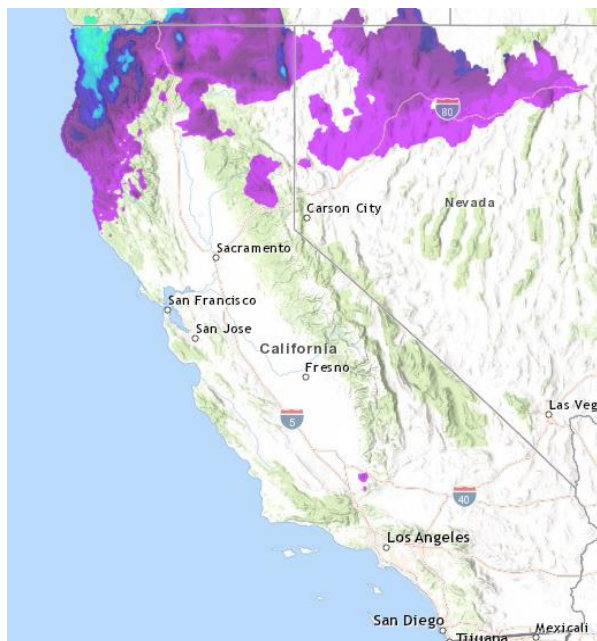 80
Carson City
Nevada
Sacramento
San Francisco
San Jose
California
Fresno
5
Las Veg
40
Los Angeles
San Diego
Tijuana
Mexicali